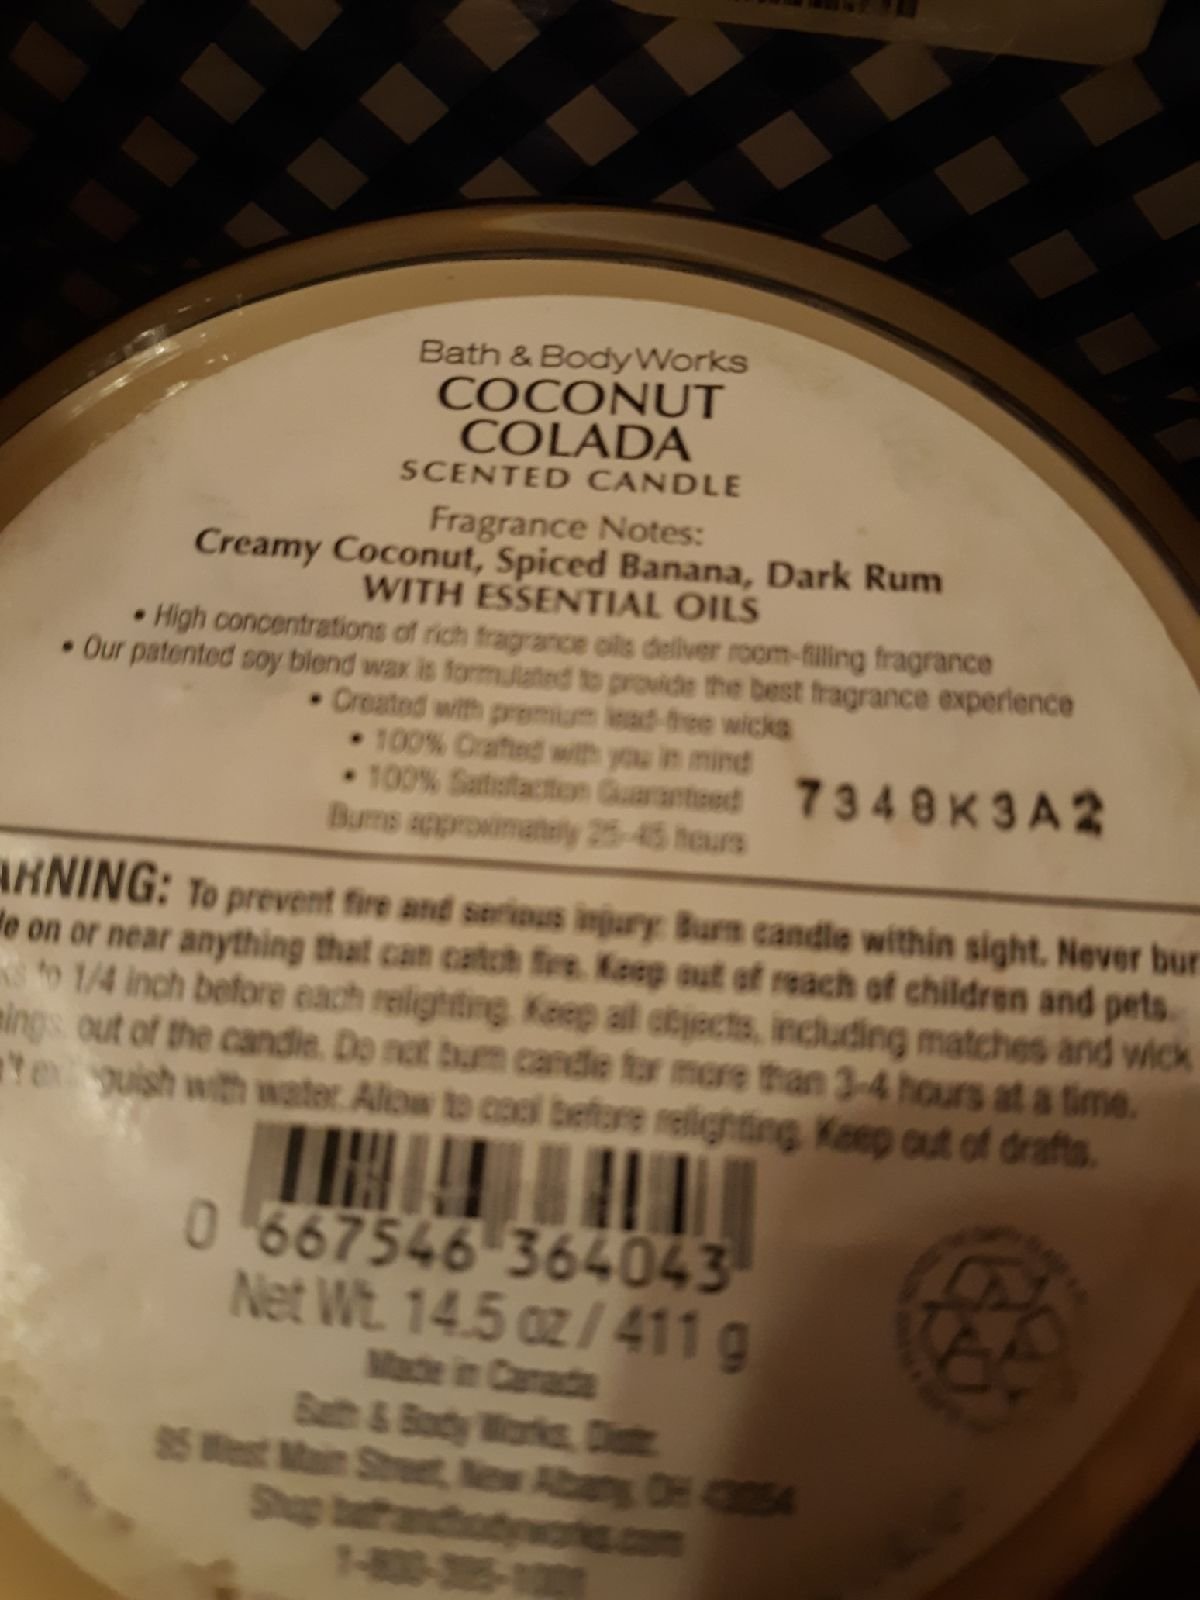 Bath & Body Works
COCONUT
COLADA
SCENTED CANDLE
Fragrance Notes:
Creamy Coconut, Spiced Banana, Dark Rum
WITH ESSENTIAL OILS
• High concentrations of rich fragrance oils deliver room-filling fragrance
• Our patented soy blend wax is formulated to provide the best fragrance experience
• Created with premium lead-free wicks
• 100% Crafted with you in mind
• 100% Satisfaction Guaranteed
7348K3A2
Burns approximately 25-45 hours
ARNING: To prevent fire and serious injury: Burn candle within sight. Never bur
le on or near anything that can catch fire. Keep out of reach of children and pets.
to 1/4 inch before each relighting. Keep all objects, including matches and wick
out of the candle. Do not burn candle for more than 3-4 hours at a time.
with water. Allow to cool before relighting. Keep out of drafts.
0 667546 364043
Net Wt. 14.5 oz / 411 g
Made in Canada
Bath & Body Works, Distr.
95 West Main Street, New Albany, OH 43054
Shop bathandbodyworks.com